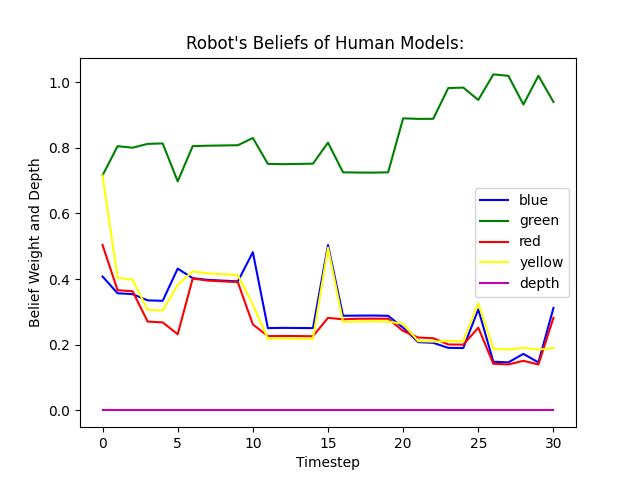 Robot's Beliefs of Human Models:
Belief Weight and Depth
1.0
0.8
0.6
0.4
0.2
0.0
blue
green
red
yellow
depth
0 5 10 15 20 25 30
Timestep